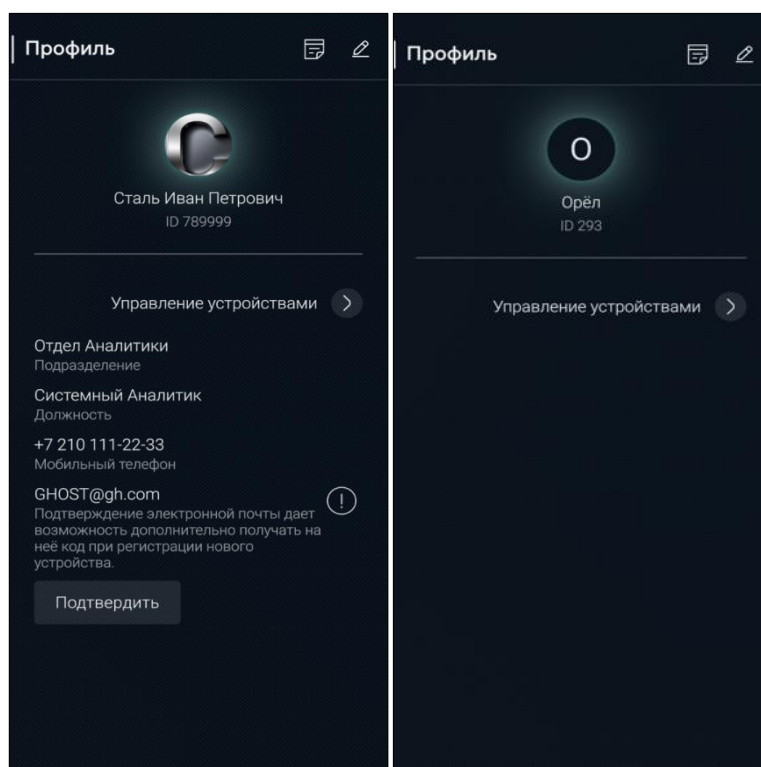 Профиль
Сталь Иван Петрович
ID 789999
Управление устройствами
Отдел Аналитики
Подразделение
Системный Аналитик
Должность
+7 210 111-22-33
Мобильный телефон
GHOST@gh.com
Подтверждение электронной почты дает
возможность дополнительно получать на
неё код при регистрации нового
устройства.
Подтвердить
Профиль
О
Орёл
ID 293
Управление устройствами